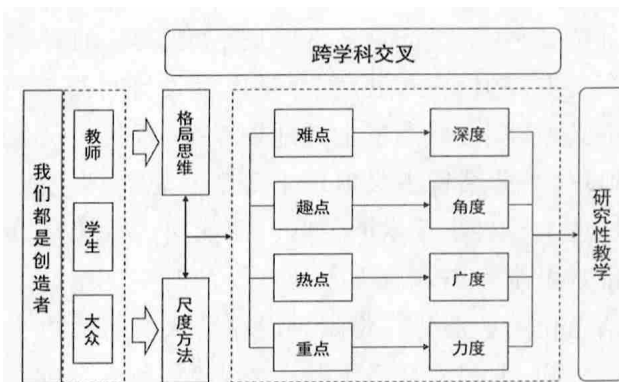 跨学科交叉
我们都是创造者
教师
学生
大众
格局思维
尺度方法
难点
深度
趣点
角度
热点
广度
重点
力度
研究性教学